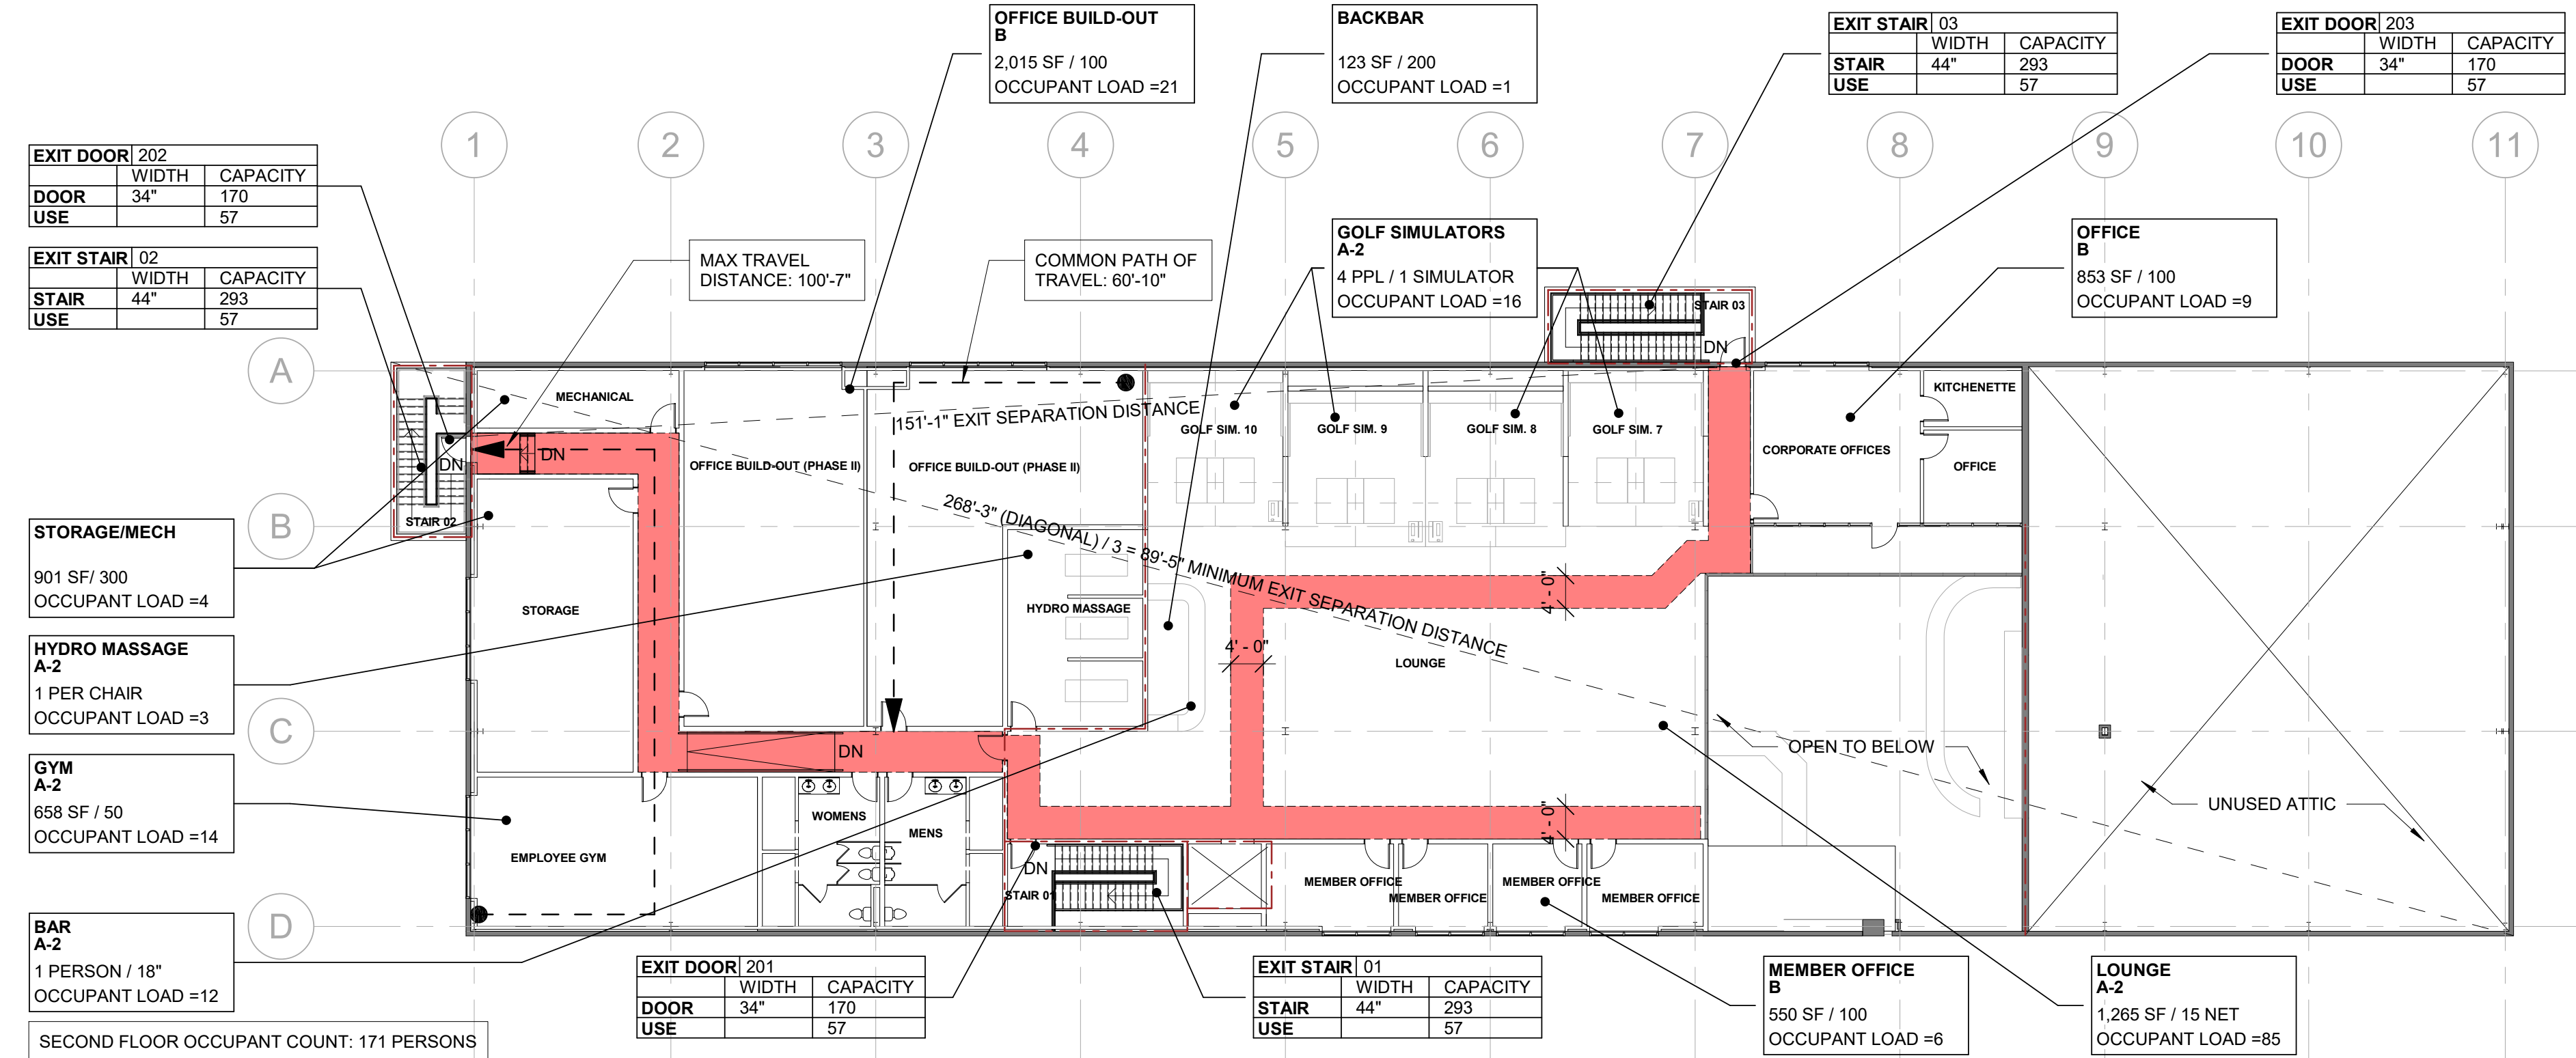 OFFICE BUILD-OUT
B
2,015 SF / 100
OCCUPANT LOAD =21
BACKBAR
123 SF / 200
OCCUPANT LOAD =1
EXIT STAIR 03
WIDTH CAPACITY
STAIR 44" 293
USE 57
EXIT DOOR 203
WIDTH CAPACITY
DOOR 34" 170
USE 57
1 2 3 4 5 6 7 8 9 10 11
EXIT DOOR 202
WIDTH CAPACITY
DOOR 34" 170
USE 57
EXIT STAIR 02
WIDTH CAPACITY
STAIR 44" 293
USE 57
MAX TRAVEL
DISTANCE: 100'-7"
COMMON PATH OF
TRAVEL: 60'-10"
GOLF SIMULATORS
A-2
4 PPL / 1 SIMULATOR
OCCUPANT LOAD =16
OFFICE
B
853 SF / 100
OCCUPANT LOAD =9
STAIR 03
DN
A
MECHANICAL
KITCHENETTE
151'-1" EXIT SEPARATION DISTANCE
GOLF SIM. 10
GOLF SIM. 9
GOLF SIM. 8
GOLF SIM. 7
CORPORATE OFFICES
OFFICE
DN
DN
OFFICE BUILD-OUT (PHASE II)
OFFICE BUILD-OUT (PHASE II)
268'-3" (DIAGONAL) / 3 = 89'-5" MINIMUM EXIT SEPARATION DISTANCE
B
STAIR 02
STORAGE/MECH
901 SF/ 300
OCCUPANT LOAD =4
STORAGE
HYDRO MASSAGE
4' - 0"
4' - 0"
LOUNGE
HYDRO MASSAGE
A-2
1 PER CHAIR
OCCUPANT LOAD =3
C
DN
OPEN TO BELOW
GYM
A-2
658 SF / 50
OCCUPANT LOAD =14
WOMENS
MENS
4' - 0"
UNUSED ATTIC
EMPLOYEE GYM
DN
STAIR 01
MEMBER OFFICE
MEMBER OFFICE
MEMBER OFFICE
MEMBER OFFICE
D
BAR
A-2
1 PERSON / 18"
OCCUPANT LOAD =12
EXIT DOOR 201
WIDTH CAPACITY
DOOR 34" 170
USE 57
EXIT STAIR 01
WIDTH CAPACITY
STAIR 44" 293
USE 57
MEMBER OFFICE
B
550 SF / 100
OCCUPANT LOAD =6
LOUNGE
A-2
1,265 SF / 15 NET
OCCUPANT LOAD =85
SECOND FLOOR OCCUPANT COUNT: 171 PERSONS